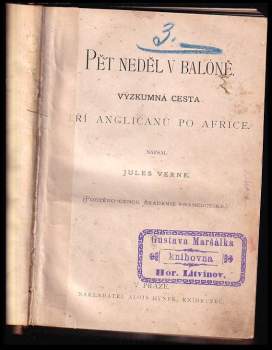 3.
PĚT NEDĚL V BALÓNĚ.
VÝZKUMNÁ CESTA
TŘÍ ANGLIČANŮ PO AFRICE.
NAPSAL
JULES VERNE.
Gustava Maršálka
knihovna
Hor. Litvínov.
V PRAZE.
NAKLADATEL ALOIS HYNEK, KNIHKUPEC.